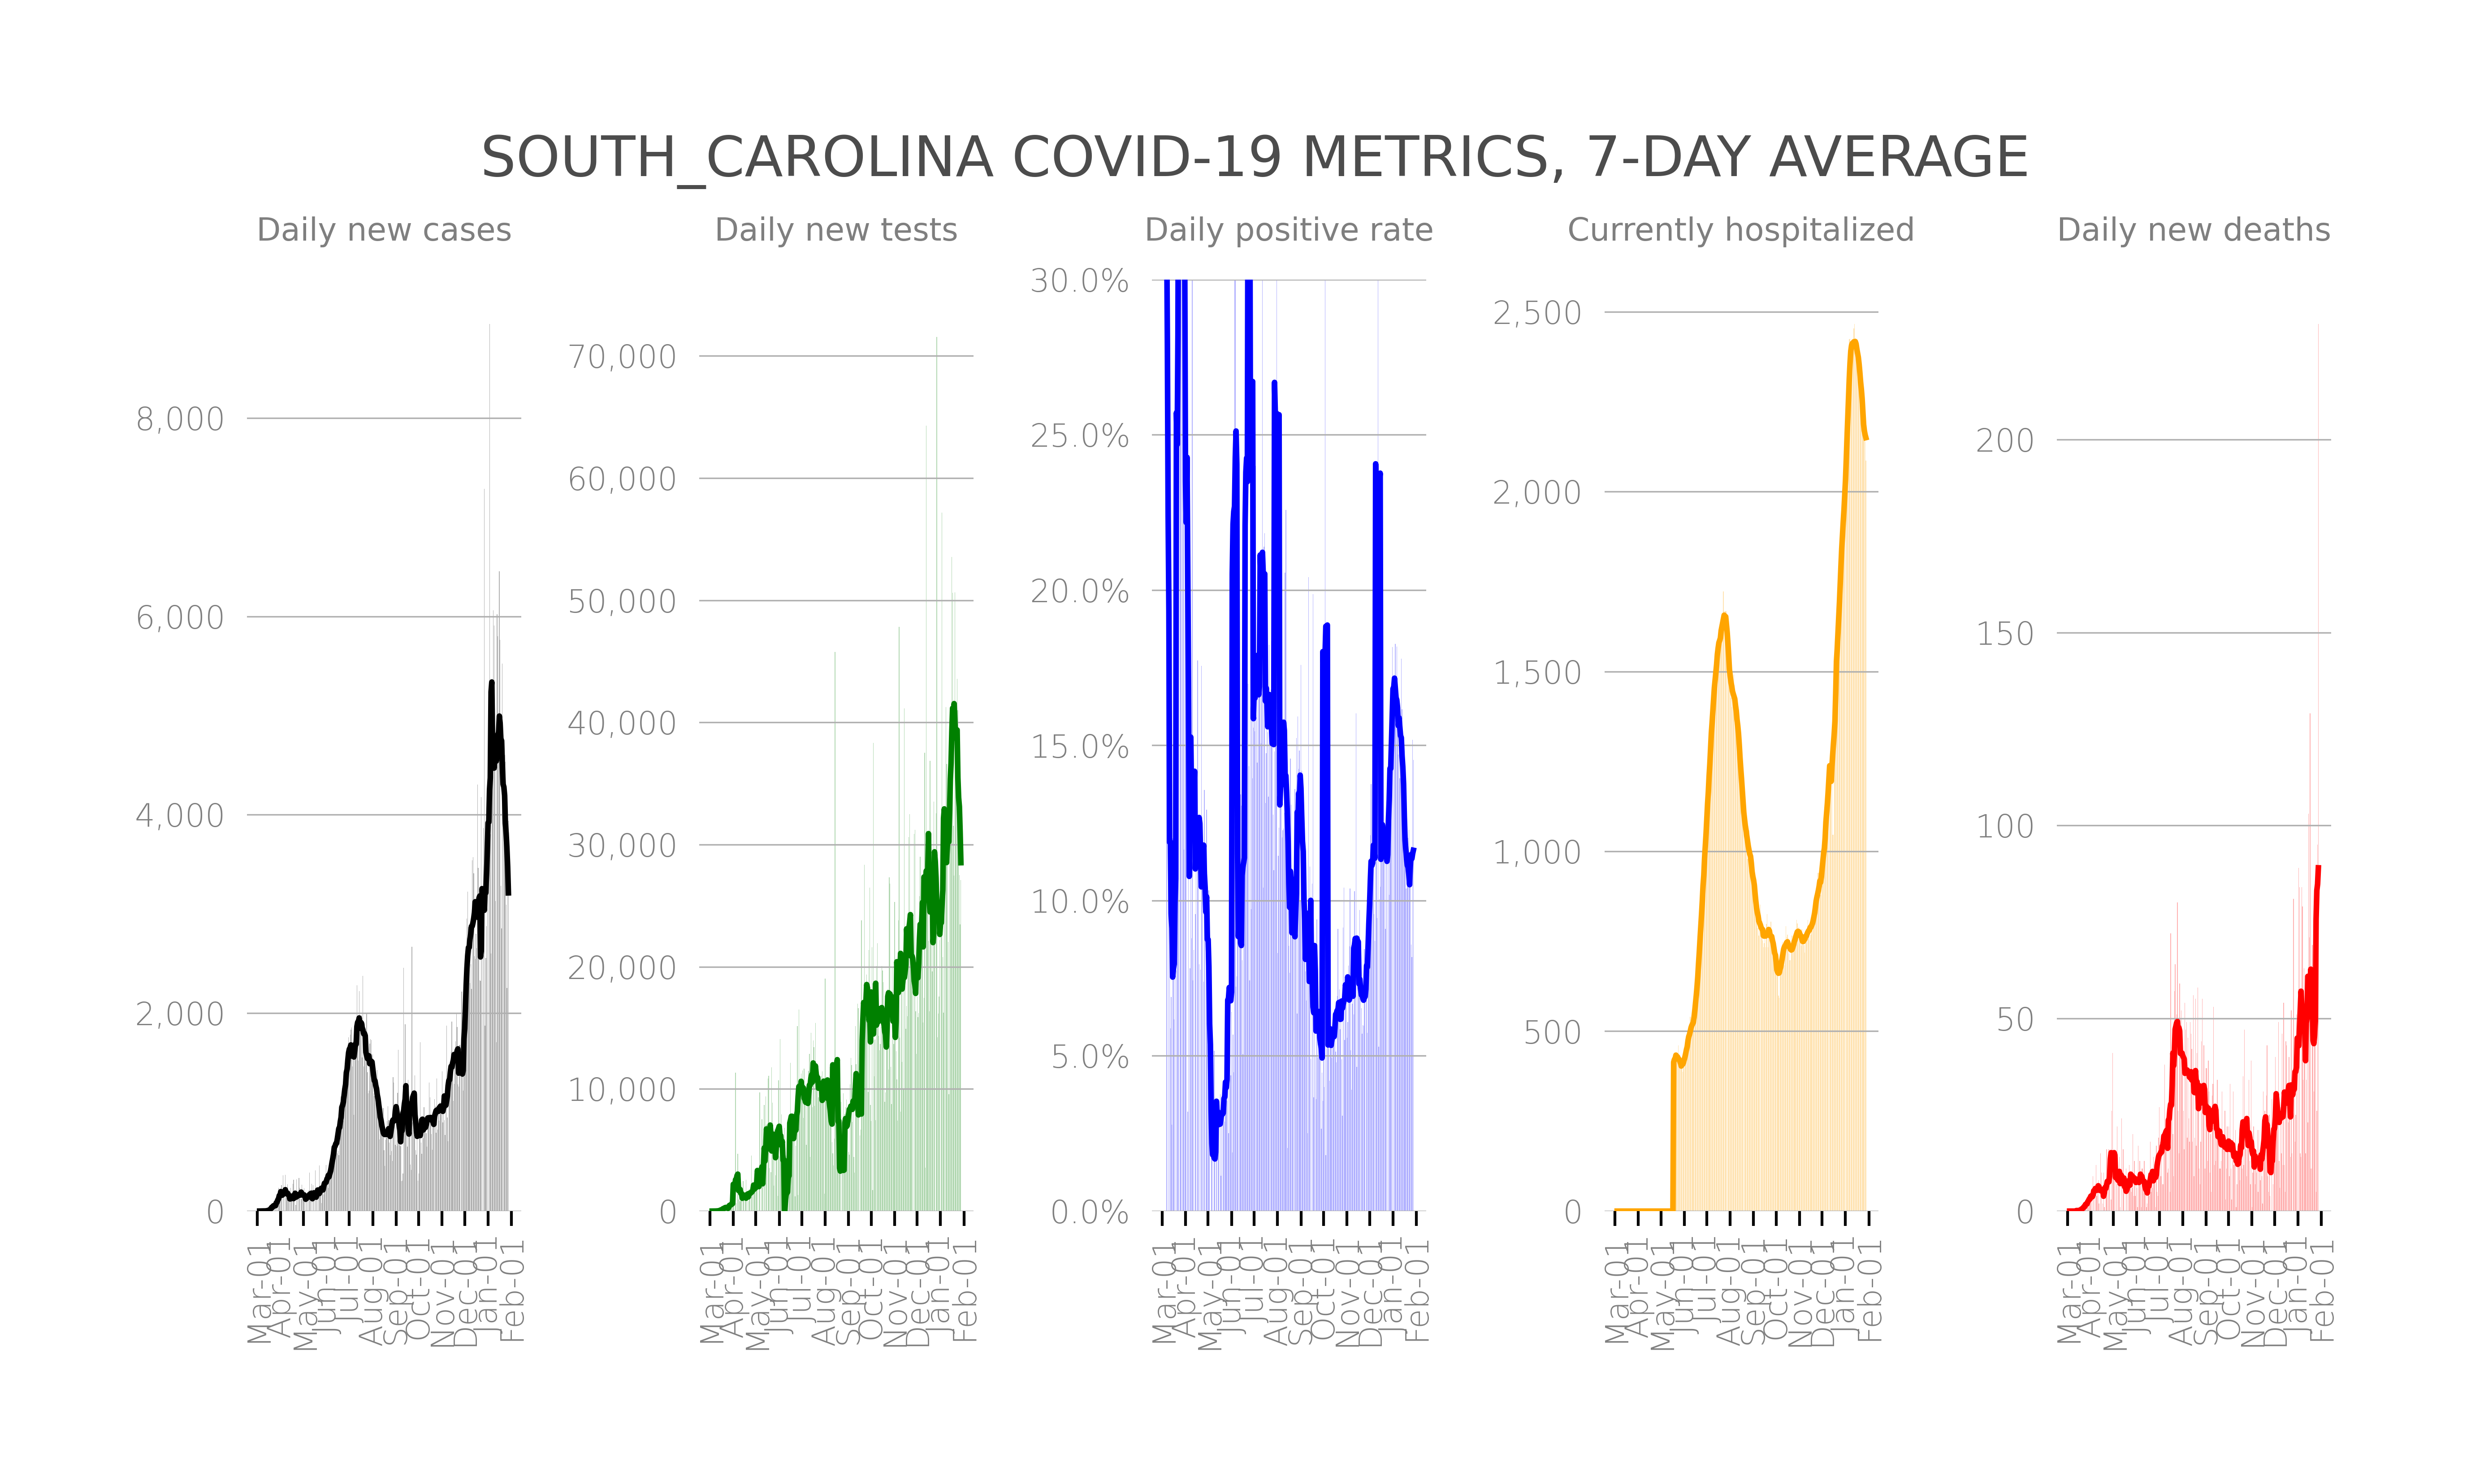 SOUTH_CAROLINA COVID-19 METRICS, 7-DAY AVERAGE
Daily new cases
8,000
6,000
4,000
2,000
0
Mar-01
Apr-01
May-01
Jun-01
Jul-01
Aug-01
Sep-01
Oct-01
Nov-01
Dec-01
Jan-01
Feb-01
Daily new tests
70,000
60,000
50,000
40,000
30,000
20,000
10,000
0
Mar-01
Apr-01
May-01
Jun-01
Jul-01
Aug-01
Sep-01
Oct-01
Nov-01
Dec-01
Jan-01
Feb-01
Daily positive rate
30.0%
25.0%
20.0%
15.0%
10.0%
5.0%
0.0%
Mar-01
Apr-01
May-01
Jun-01
Jul-01
Aug-01
Sep-01
Oct-01
Nov-01
Dec-01
Jan-01
Feb-01
Currently hospitalized
2,500
2,000
1,500
1,000
500
0
Mar-01
Apr-01
May-01
Jun-01
Jul-01
Aug-01
Sep-01
Oct-01
Nov-01
Dec-01
Jan-01
Feb-01
Daily new deaths
200
150
100
50
0
Mar-01
Apr-01
May-01
Jun-01
Jul-01
Aug-01
Sep-01
Oct-01
Nov-01
Dec-01
Jan-01
Feb-01